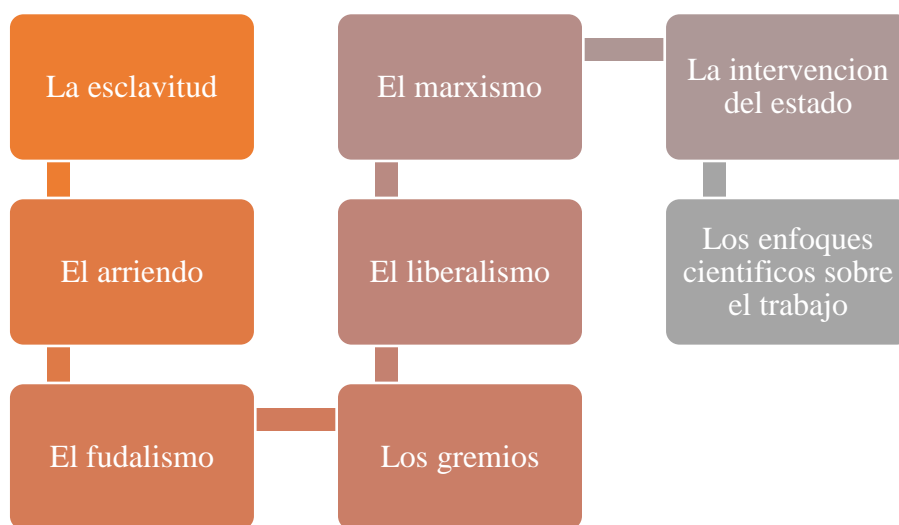 La esclavitud
El arriendo
El fudalismo
Los gremios
El liberalismo
El marxismo
La intervencion
del estado
Los enfoques
cientificos sobre
el trabajo